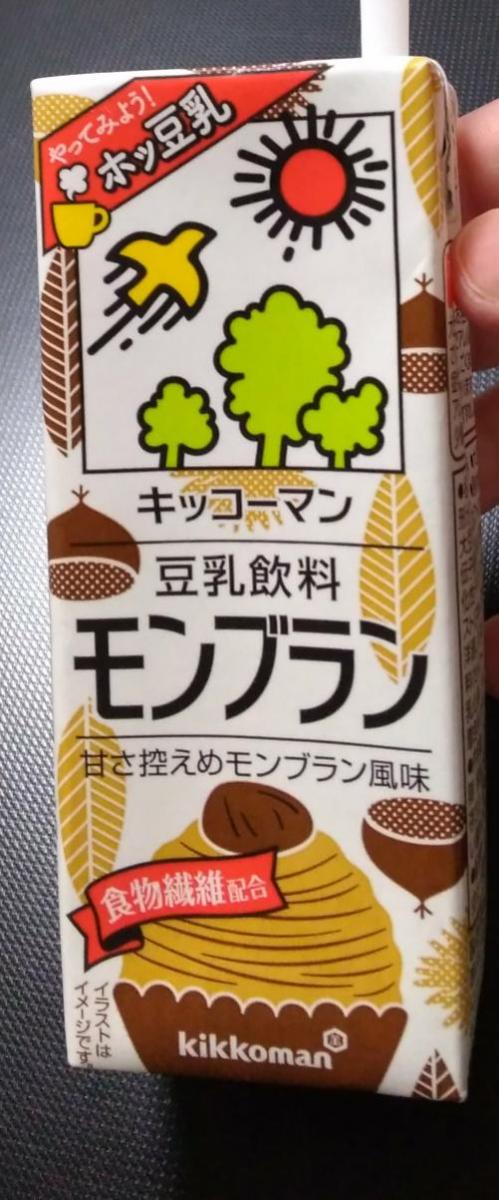 やってみよう!
ホッ豆乳
キッコーマン
豆乳飲料
モンブラン
甘さ控えめモンブラン風味
食物繊維配合
イラストは
イメージです。
kikkoman